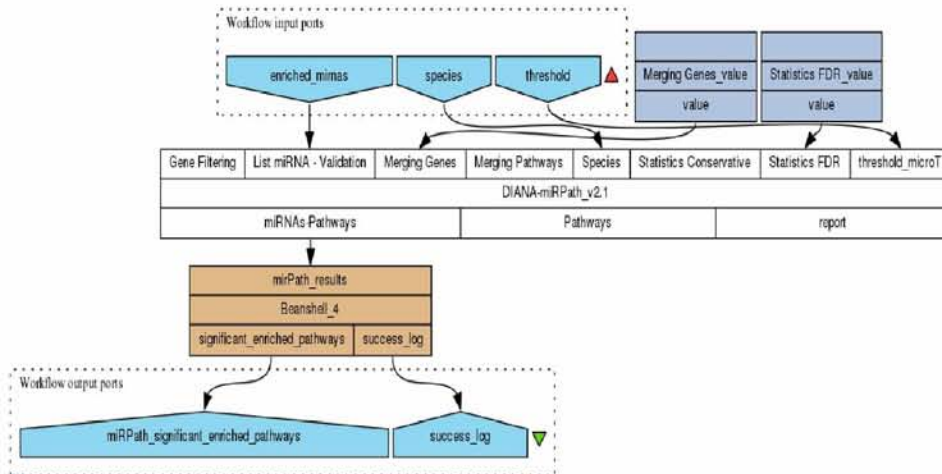 Workflow input ports
enriched_mirnas
species
threshold
Merging Genes_value
value
Statistics FDR_value
value
Gene Filtering
List miRNA - Validation
Merging Genes
Merging Pathways
Species
Statistics Conservative
Statistics FDR
threshold_microT
DIANA-miRPath_v2.1
miRNAs-Pathways
Pathways
report
mirPath_results
Beanshell_4
significant_enriched_pathways
success_log
Workflow output ports
miRPath_significant_enriched_pathways
success_log